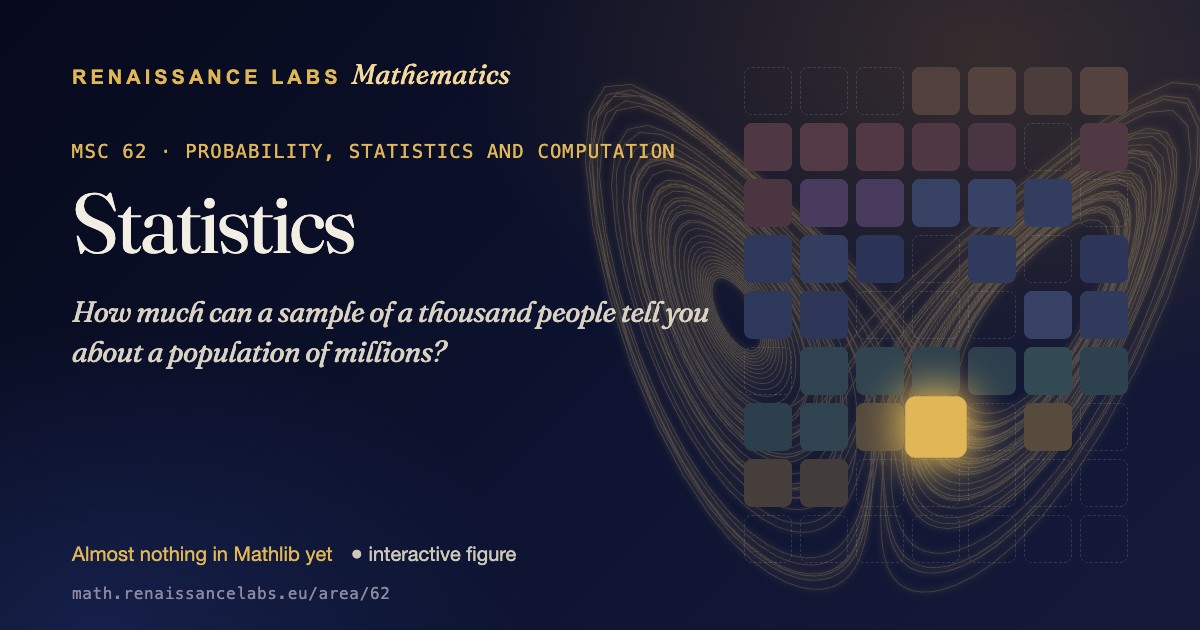 RENAISSANCE LABS Mathematics
MSC 62 · PROBABILITY, STATISTICS AND COMPUTATION
Statistics
How much can a sample of a thousand people tell you
about a population of millions?
Almost nothing in Mathlib yet ● interactive figure
math.renaissancelabs.eu/area/62